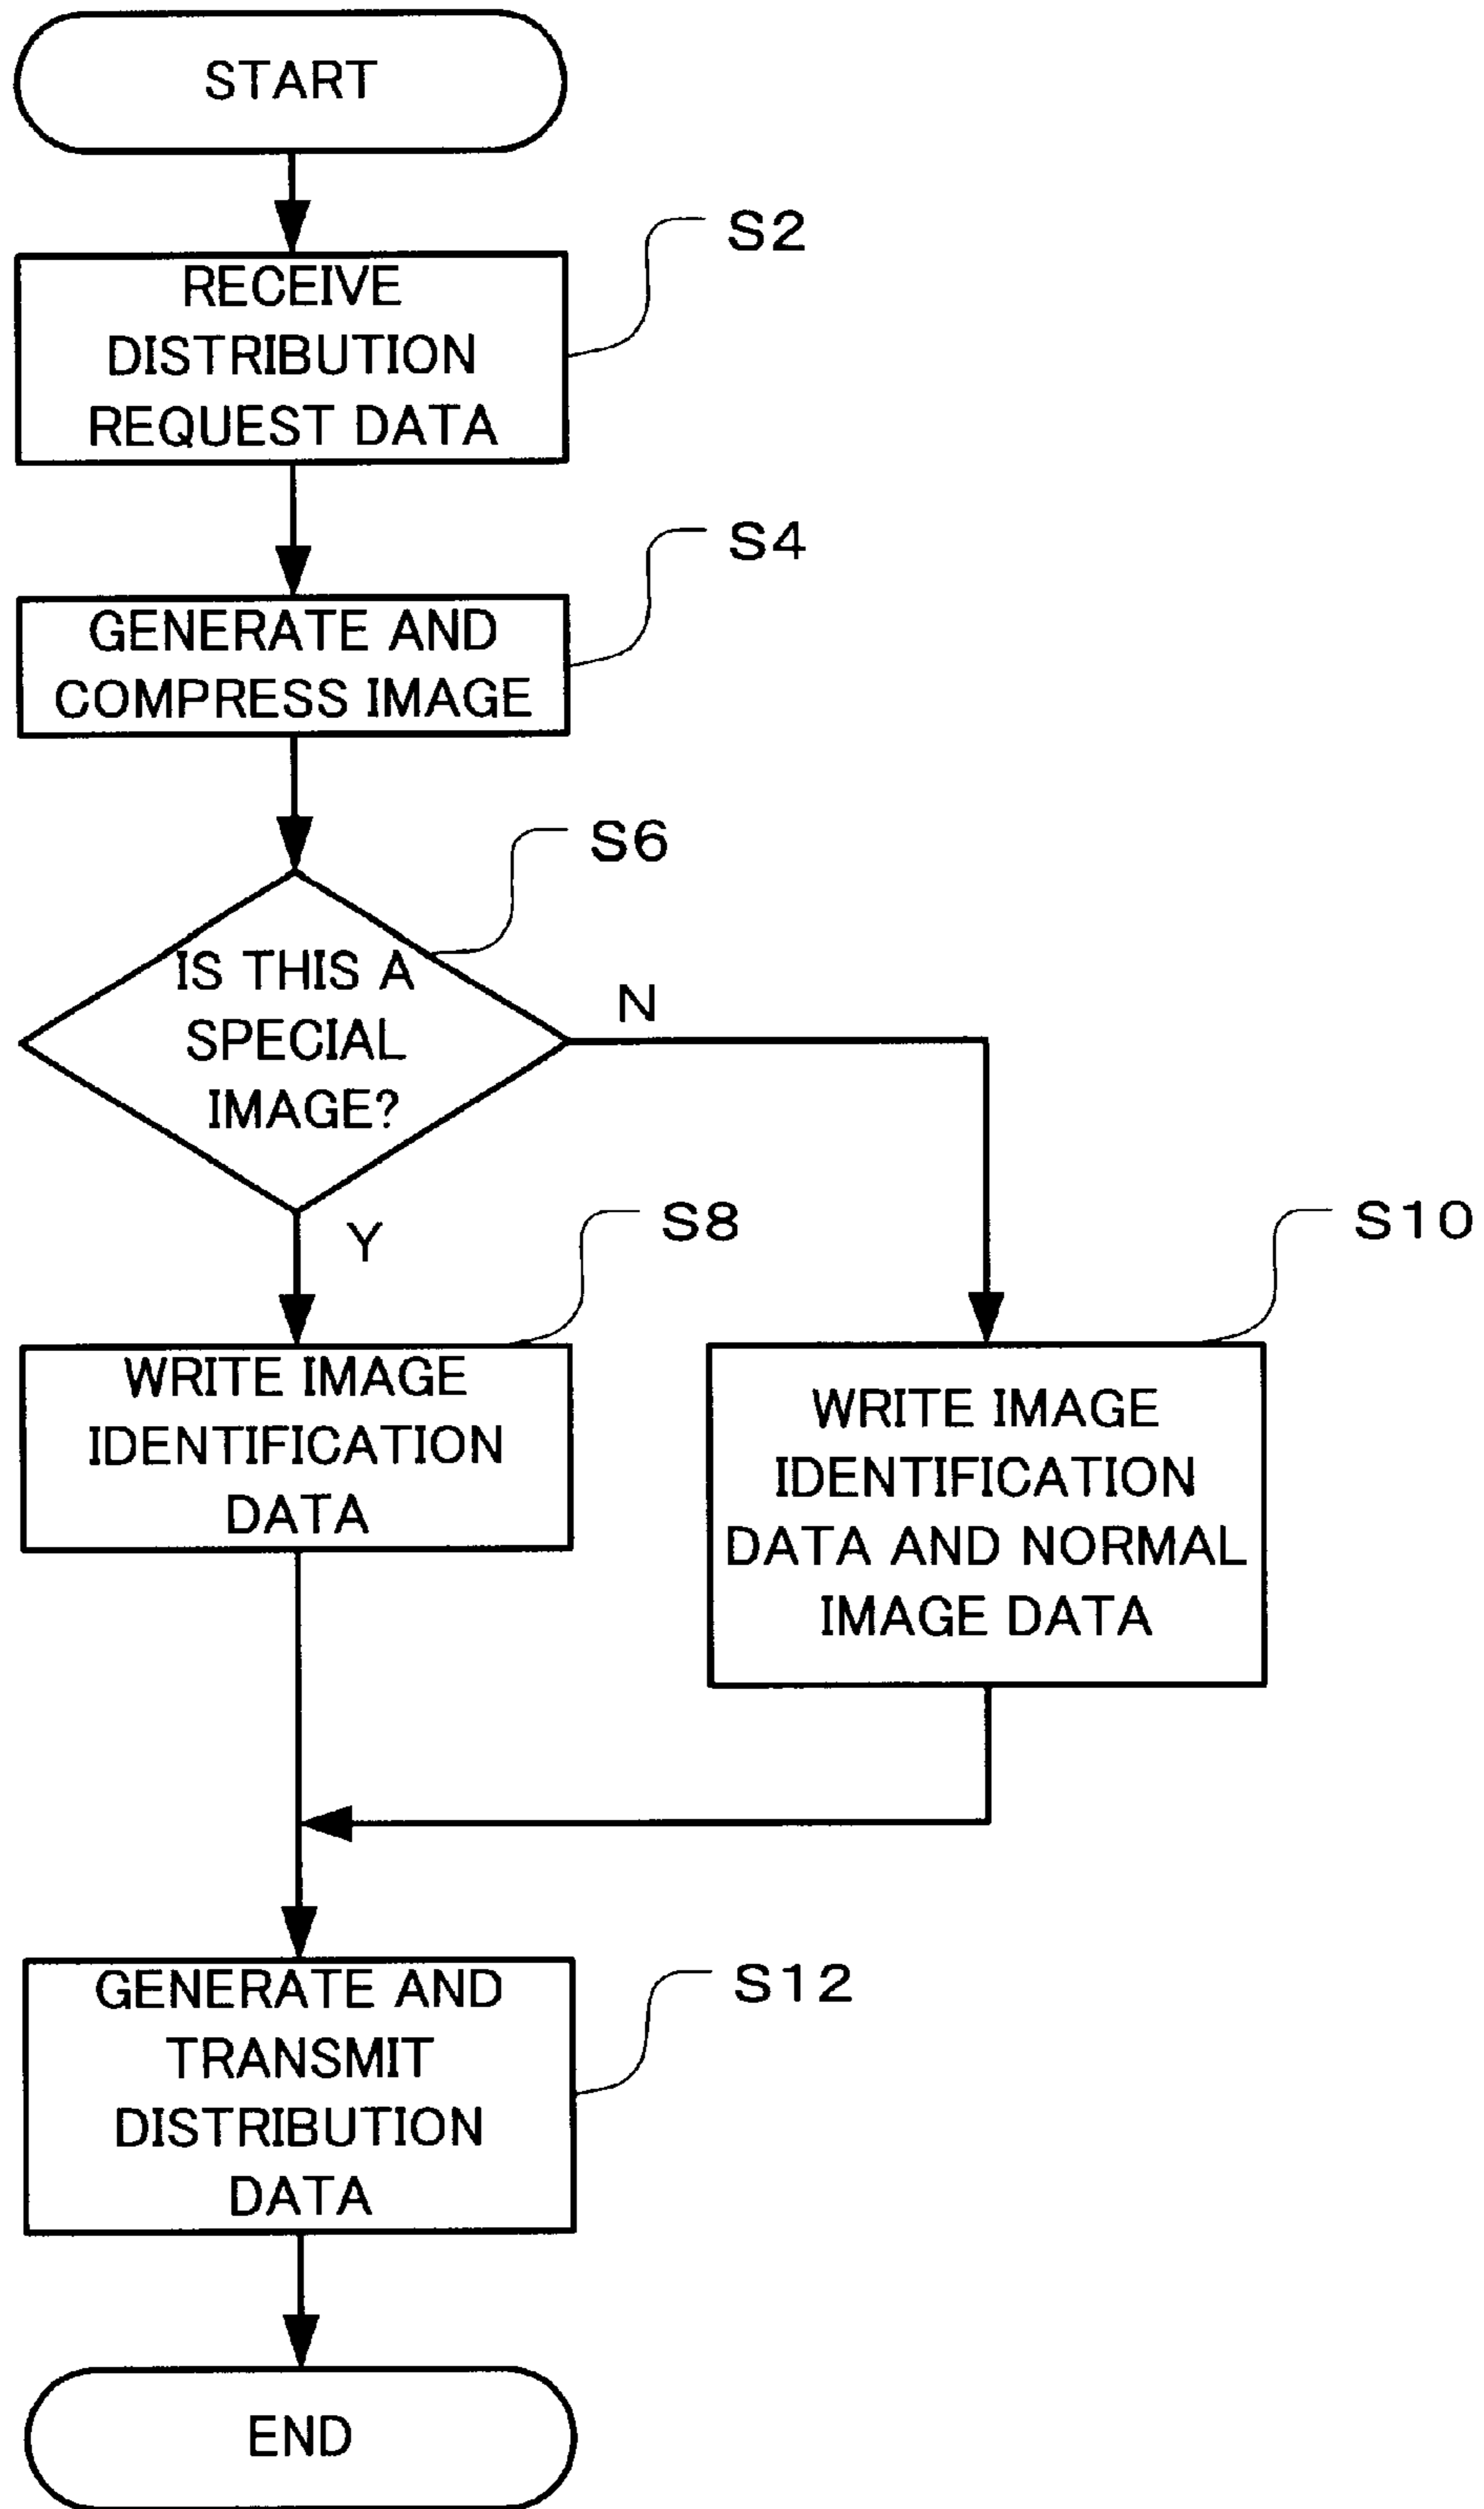 START
S2
RECEIVE
DISTRIBUTION
REQUEST DATA
S4
GENERATE AND
COMPRESS IMAGE
S6
IS THIS A
SPECIAL
IMAGE?
N
Y
S8
S10
WRITE IMAGE
IDENTIFICATION
DATA
WRITE IMAGE
IDENTIFICATION
DATA AND NORMAL
IMAGE DATA
S12
GENERATE AND
TRANSMIT
DISTRIBUTION
DATA
END